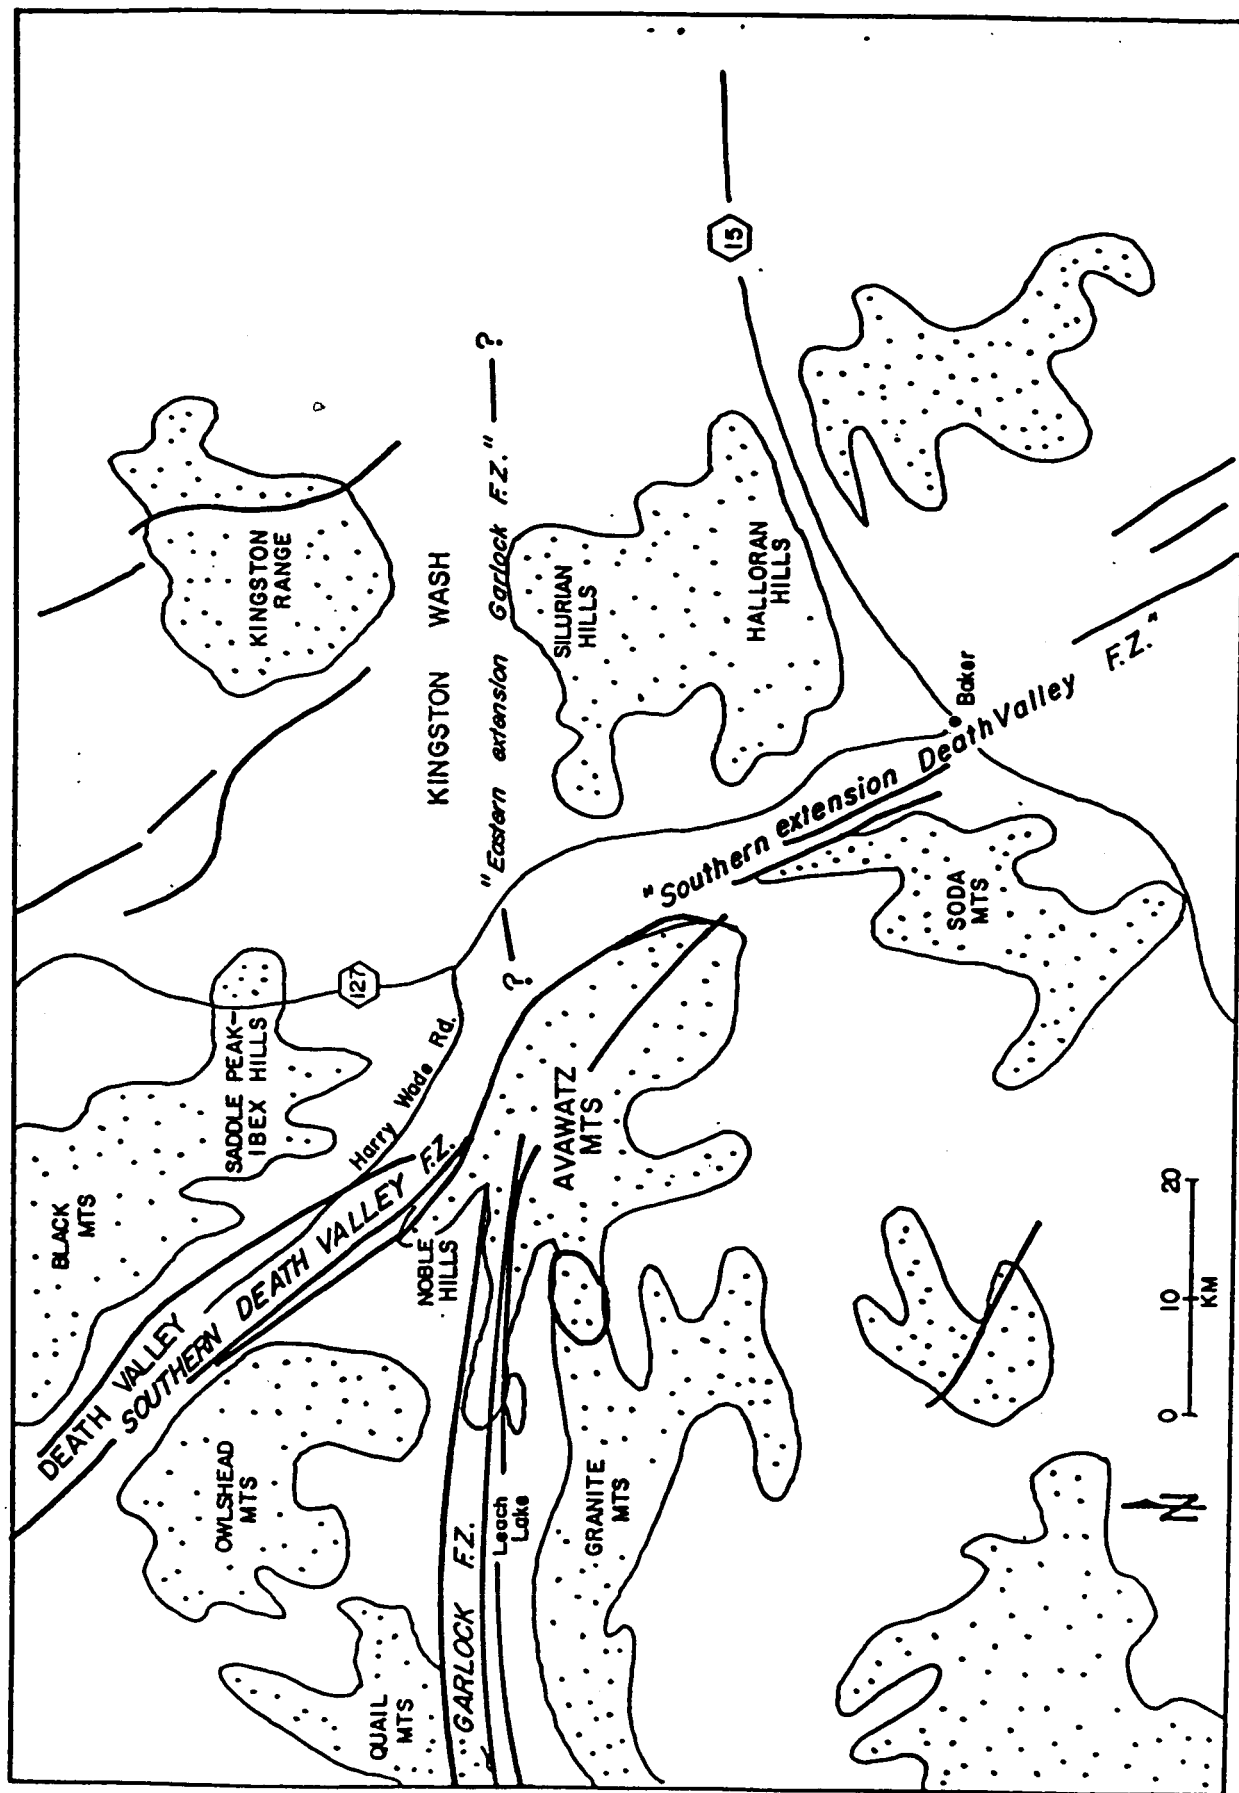 BLACK
MTS
SADDLE PEAK-
IBEX HILLS
127
KINGSTON
RANGE
DEATH VALLEY
SOUTHERN DEATH VALLEY F.Z.
Harry Wade Rd.
OWLSHEAD
MTS
QUAIL
MTS
NOBLE
HILLS
KINGSTON WASH
? "Eastern extension Garlock F.Z." ?
GARLOCK F.Z.
Leach
Lake
AVAWATZ
MTS
SILURIAN
HILLS
HALLORAN
HILLS
15
GRANITE
MTS
"Southern extension Death Valley F.Z."
Baker
SODA
MTS
N
0 10 20
KM